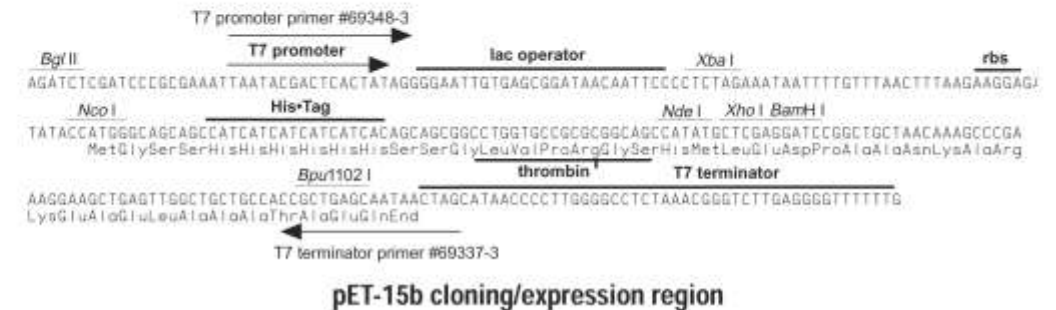 T7 promoter primer #69348-3
Bgl II T7 promoter lac operator Xba I rbs
AGATCTCGATCCCGCGAAATTAATACGACTCACTATAGGGGAATTGTGAGCGGATAACAATTCCCCTCTAGAAATAATTTTGTTTAACTTTAAGAAGGAGA
Nco I His•Tag Nde I Xho I BamH I
TATACCATGGGCAGCAGCCATCATCATCATCATCACAGCAGCGGCCTGGTGCCGCGCGGCAGCCATATGCTCGAGGATCCGGCTGCTAACAAAGCCCGA
MetGlySerSerHisHisHisHisHisHisSerSerGlyLeuValProArgGlySerHisMetLeuGluAspProAlaAlaAsnLysAlaArg
Bpu1102 I thrombin T7 terminator
AAGGAAGCTGAGTTGGCTGCTGCCACCGCTGAGCAATAACTAGCATAACCCCTTGGGGCCTCTAAACGGGTCTTGAGGGGTTTTTTG
LysGluAlaGluLeuAlaAlaAlaThrAlaGluGlnEnd
T7 terminator primer #69337-3
pET-15b cloning/expression region